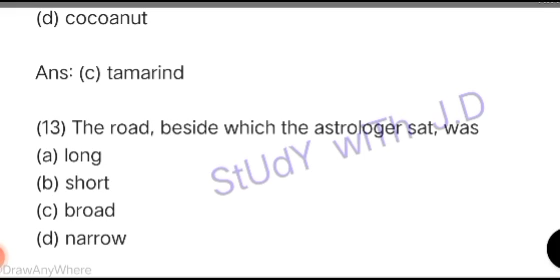 (d) cocoanut
Ans: (c) tamarind
(13) The road, beside which the astrologer sat, was
(a) long
(b) short
(c) broad
(d) narrow
StUdY wiTh J.D
DrawAnyWhere